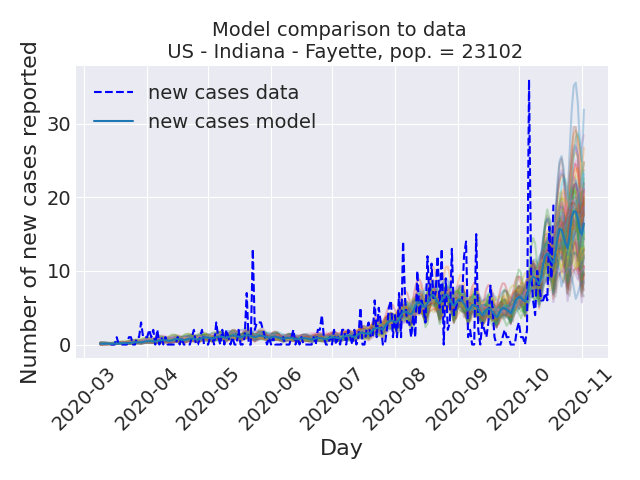 Model comparison to data
US - Indiana - Fayette, pop. = 23102
Number of new cases reported
new cases data
new cases model
30
20
10
0
2020-03
2020-04
2020-05
2020-06
2020-07
2020-08
2020-09
2020-10
2020-11
Day